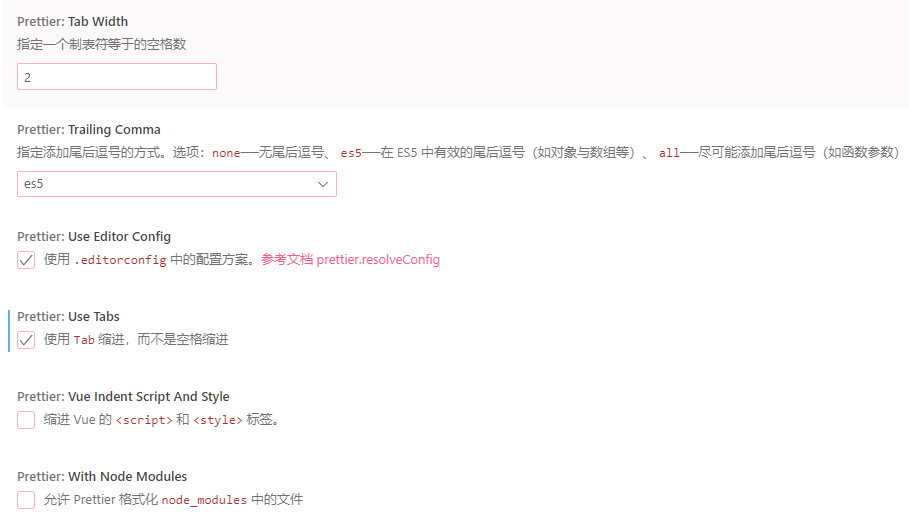 Prettier: Tab Width
指定一个制表符等于的空格数
2
Prettier: Trailing Comma
指定添加尾后逗号的方式。选项：none——无尾后逗号、 es5——在 ES5 中有效的尾后逗号（如对象与数组等）、 all——尽可能添加尾后逗号（如函数参数）
es5
Prettier: Use Editor Config
使用 .editorconfig 中的配置方案。参考文档 prettier.resolveConfig
Prettier: Use Tabs
使用 Tab 缩进，而不是空格缩进
Prettier: Vue Indent Script And Style
缩进 Vue 的 <script> 和 <style> 标签。
Prettier: With Node Modules
允许 Prettier 格式化 node_modules 中的文件